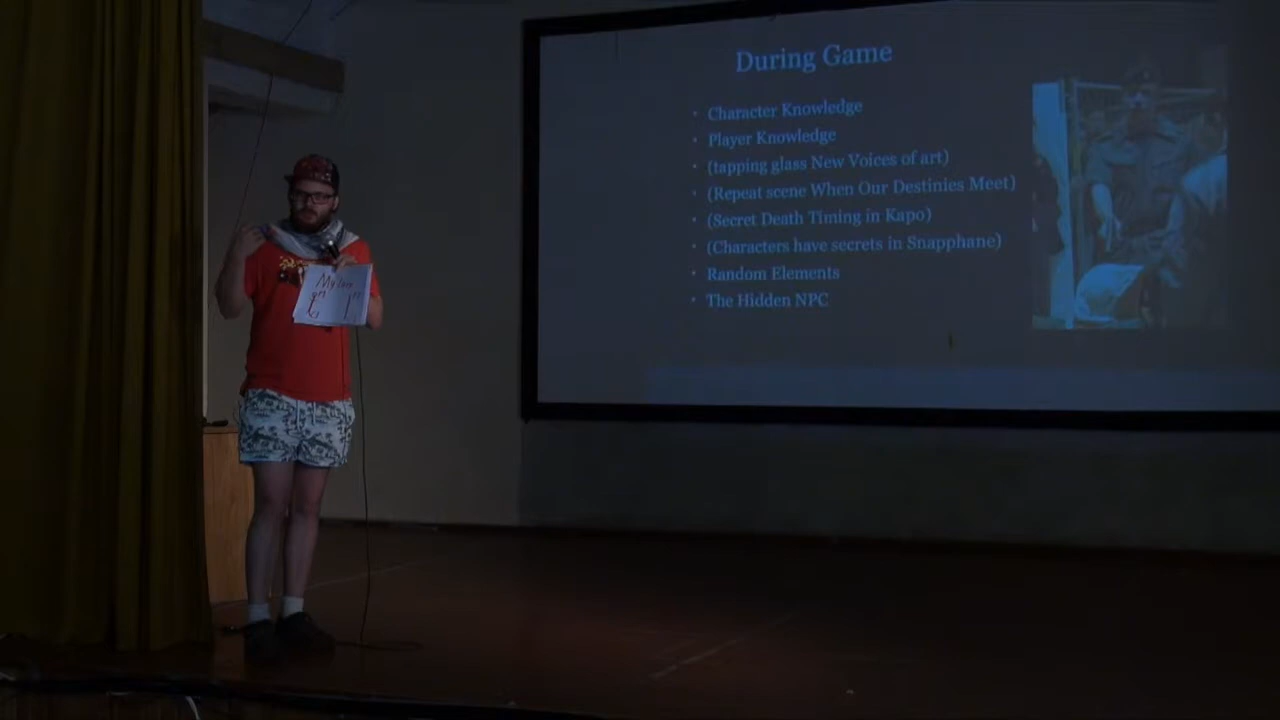 During Game
• Character Knowledge
• Player Knowledge
• (tapping glass New Voices of art)
• (Repeat scene When Our Destinies Meet)
• (Secret Death Timing in Kapo)
• (Characters have secrets in Snapphane)
• Random Elements
• The Hidden NPC